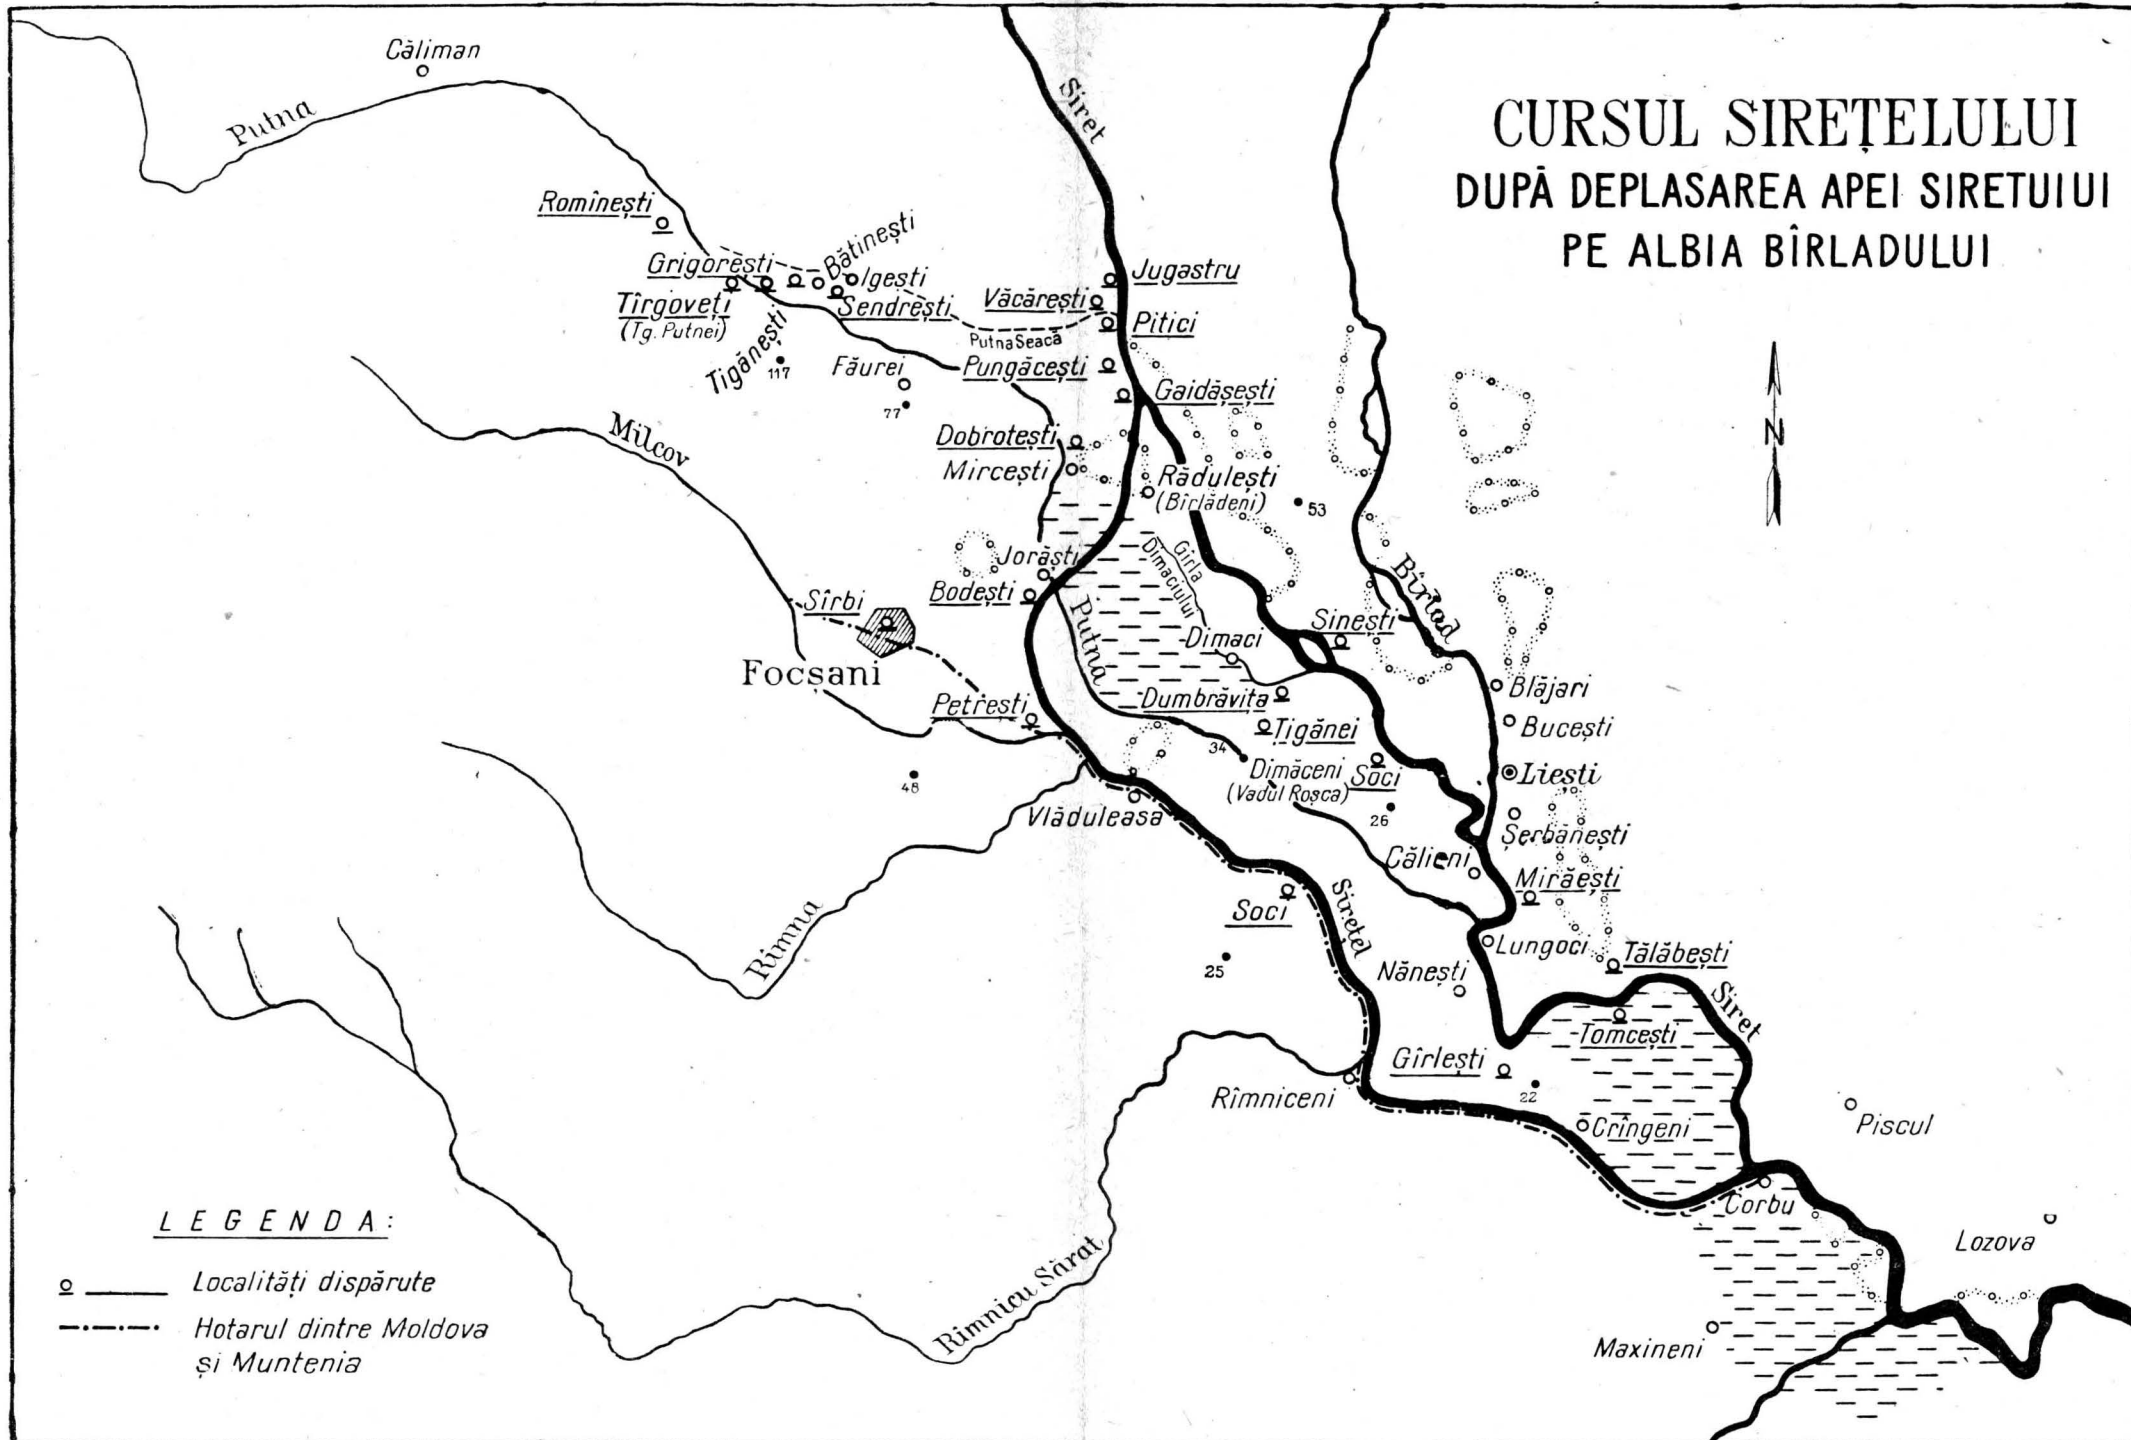 CURSUL SIREȚELULUI
DUPĂ DEPLASAREA APEI SIRETUIUI
PE ALBIA BÎRLADULUI
Căliman
Putna
Siret
Romînești
Grigorești
Bătinești
Igești
Tîrgoveți
(Tg. Putnei)
Sendrești
Țigănești
117
Făurei
77
Văcărești
Jugastru
Pitici
Putna Seacă
Pungăcești
Gaidășești
Milcov
Dobrotești
Mircești
Rădulești
(Bîrlădeni)
53
N
Jorăști
Bodești
Gîrla
Dimaciului
Bîrlad
Sîrbi
Focșani
Putna
Dimaci
Sinești
Petrești
Dumbrăvița
Țigănei
Blăjari
Bucești
34
Dimăceni
(Vadul Roșca)
Soci
Liești
48
Vlăduleasa
26
Șerbănești
Călieni
Mirăești
Rîmna
Soci
Sirețel
25
Lungoci
Nănești
Tălăbești
Siret
Tomcești
Gîrlești
22
Rîmniceni
Crîngeni
Piscul
Corbu
Lozova
Rîmnicu Sărat
Maxineni
LEGENDA:
Localități dispărute
Hotarul dintre Moldova
și Muntenia